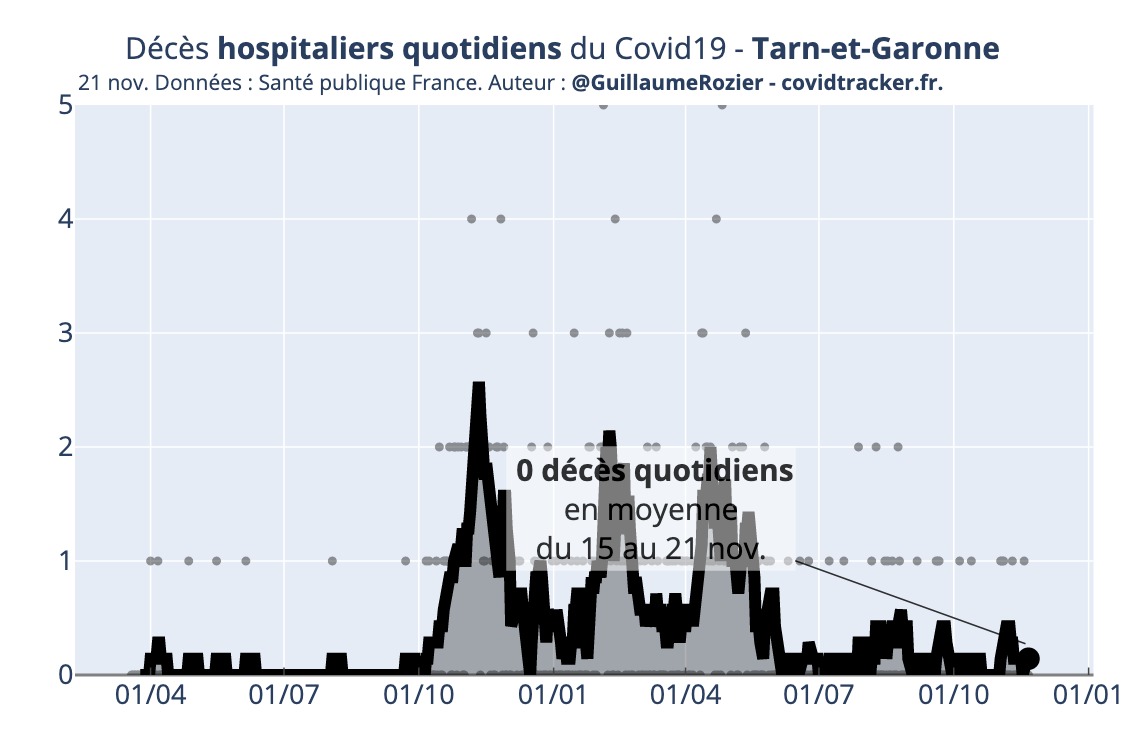 Décès hospitaliers quotidiens du Covid19 - Tarn-et-Garonne
21 nov. Données : Santé publique France. Auteur : @GuillaumeRozier - covidtracker.fr.
5
4
3
2
0 décès quotidiens
en moyenne
du 15 au 21 nov.
1
0
01/04 01/07 01/10 01/01 01/04 01/07 01/10 01/01